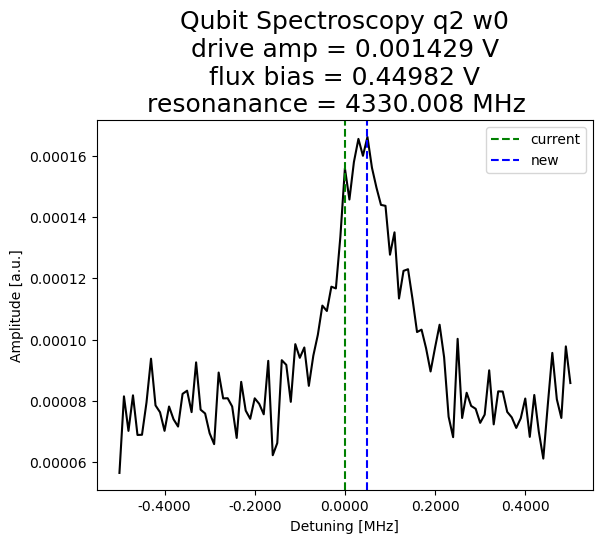 Qubit Spectroscopy q2 w0
drive amp = 0.001429 V
flux bias = 0.44982 V
resonanance = 4330.008 MHz
current
new
Amplitude [a.u.]
0.00016
0.00014
0.00012
0.00010
0.00008
0.00006
-0.4000 -0.2000 0.0000 0.2000 0.4000
Detuning [MHz]